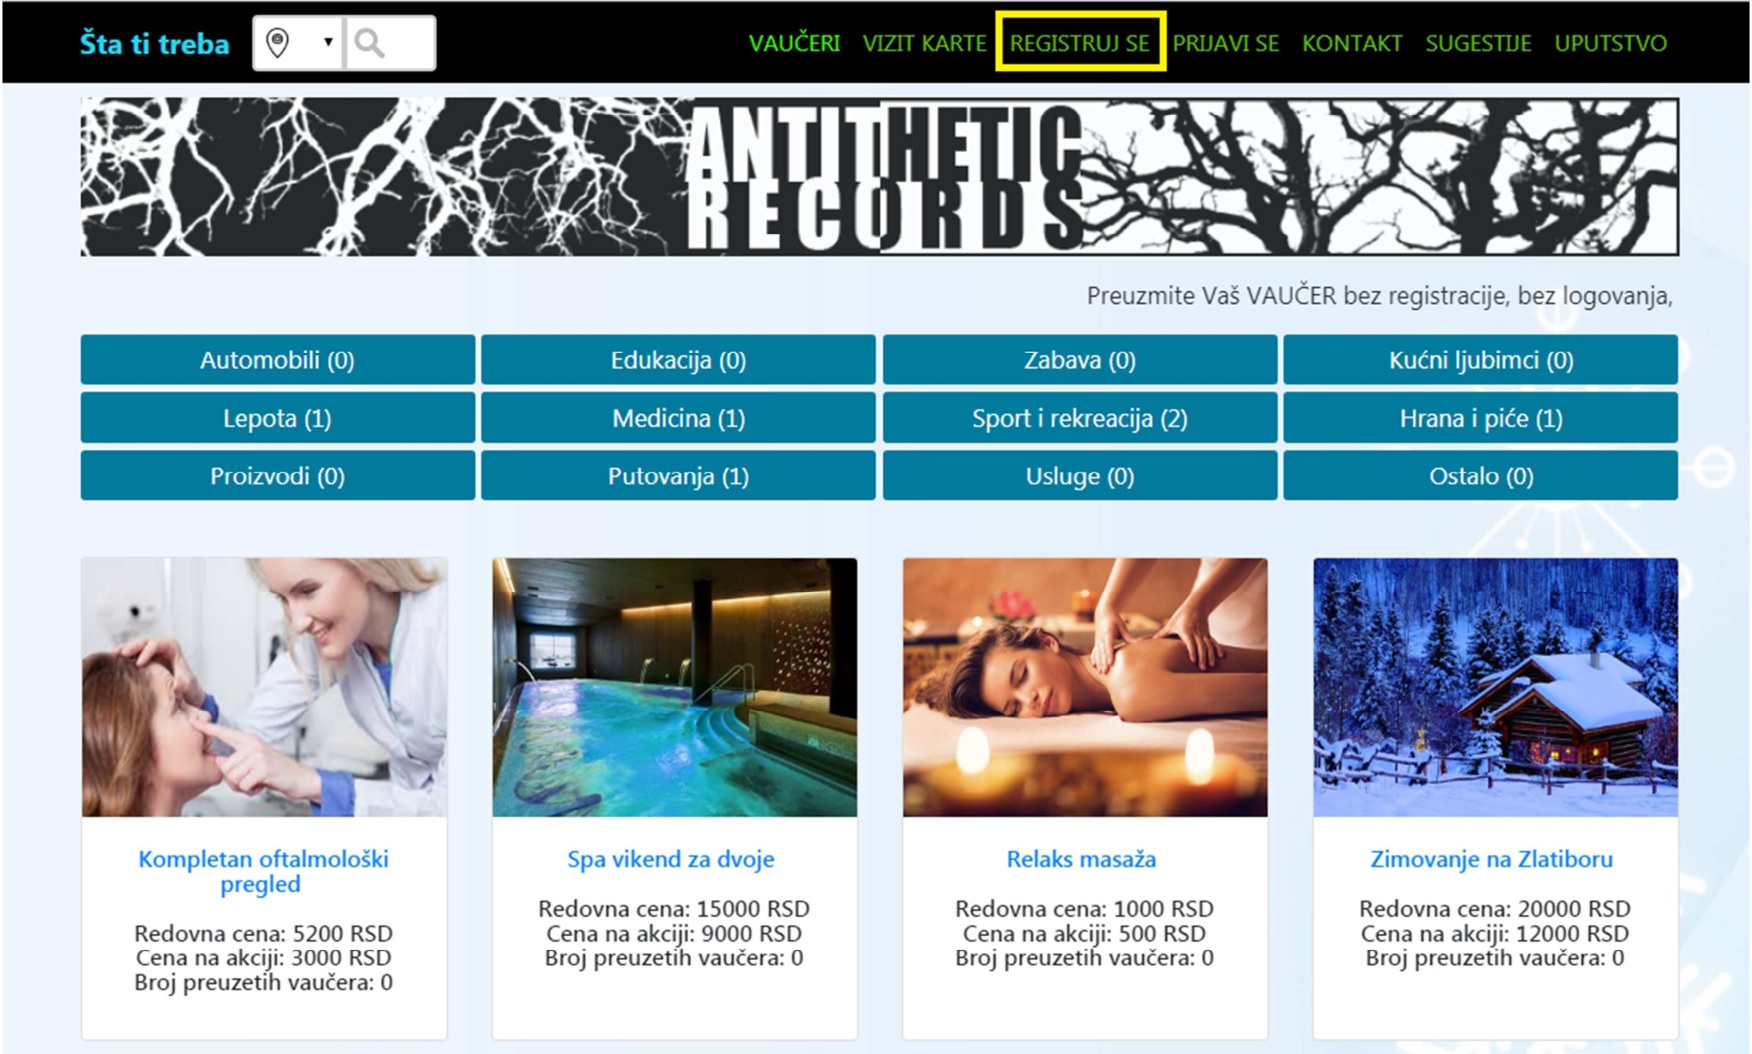 Šta ti treba
VAUČERI VIZIT KARTE REGISTRUJ SE PRIJAVI SE KONTAKT SUGESTIJE UPUTSTVO
ANTITHETIC
RECORDS
Preuzmite Vaš VAUČER bez registracije, bez logovanja,
Automobili (0) Edukacija (0) Zabava (0) Kućni ljubimci (0)
Lepota (1) Medicina (1) Sport i rekreacija (2) Hrana i piće (1)
Proizvodi (0) Putovanja (1) Usluge (0) Ostalo (0)
Kompletan oftalmološki
pregled
Redovna cena: 5200 RSD
Cena na akciji: 3000 RSD
Broj preuzetih vaučera: 0
Spa vikend za dvoje
Redovna cena: 15000 RSD
Cena na akciji: 9000 RSD
Broj preuzetih vaučera: 0
Relaks masaža
Redovna cena: 1000 RSD
Cena na akciji: 500 RSD
Broj preuzetih vaučera: 0
Zimovanje na Zlatiboru
Redovna cena: 20000 RSD
Cena na akciji: 12000 RSD
Broj preuzetih vaučera: 0